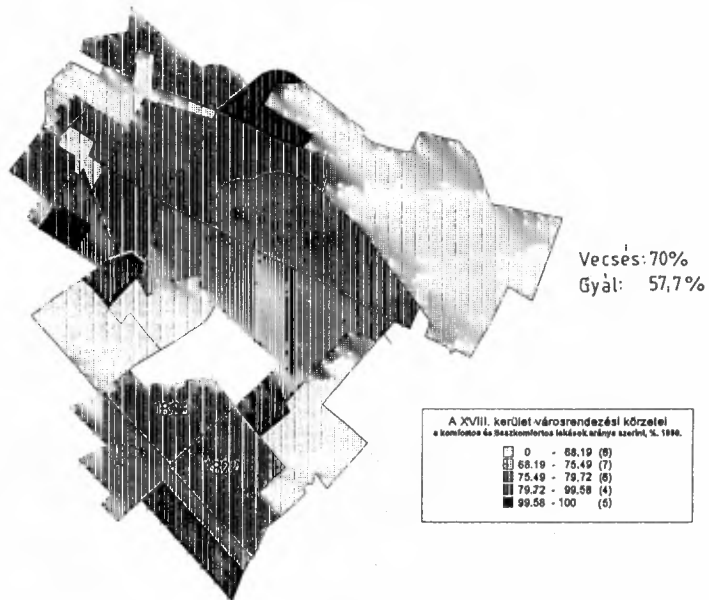 Vecsés: 70%
Gyál: 57,7%
A XVIII. kerület városrendezési körzetei
a komfortos és összkomfortos lakások aránya szerint, %, 1990.
0 - 68.19 (6)
68.19 - 75.49 (7)
75.49 - 79.72 (6)
79.72 - 99.58 (4)
99.58 - 100 (5)